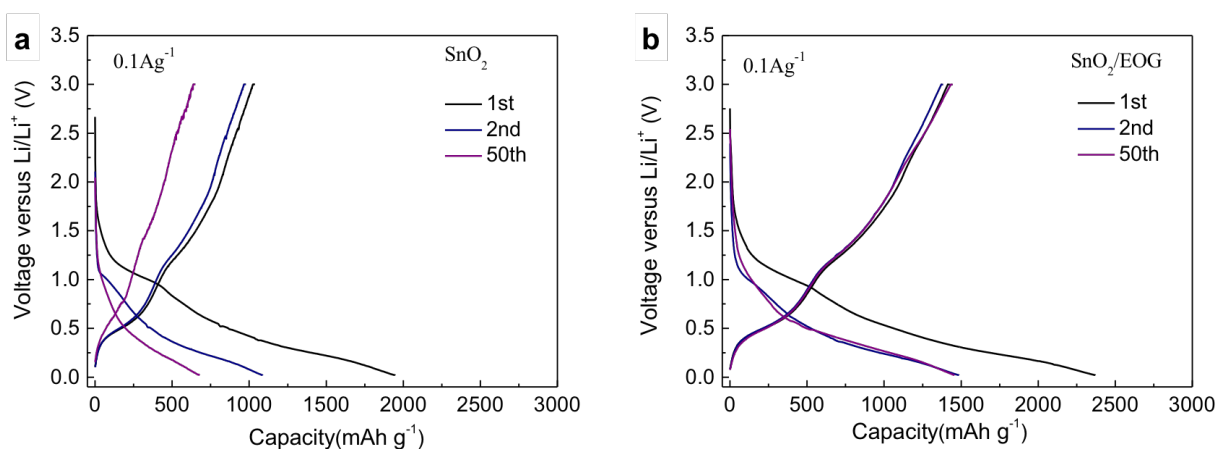 a
0.1Ag⁻¹
SnO₂
1st
2nd
50th
Voltage versus Li/Li⁺ (V)
3.5
3.0
2.5
2.0
1.5
1.0
0.5
0.0
0 500 1000 1500 2000 2500 3000
Capacity(mAh g⁻¹)
b
0.1Ag⁻¹
SnO₂/EOG
1st
2nd
50th
Voltage versus Li/Li⁺ (V)
3.5
3.0
2.5
2.0
1.5
1.0
0.5
0.0
0 500 1000 1500 2000 2500 3000
Capacity(mAh g⁻¹)